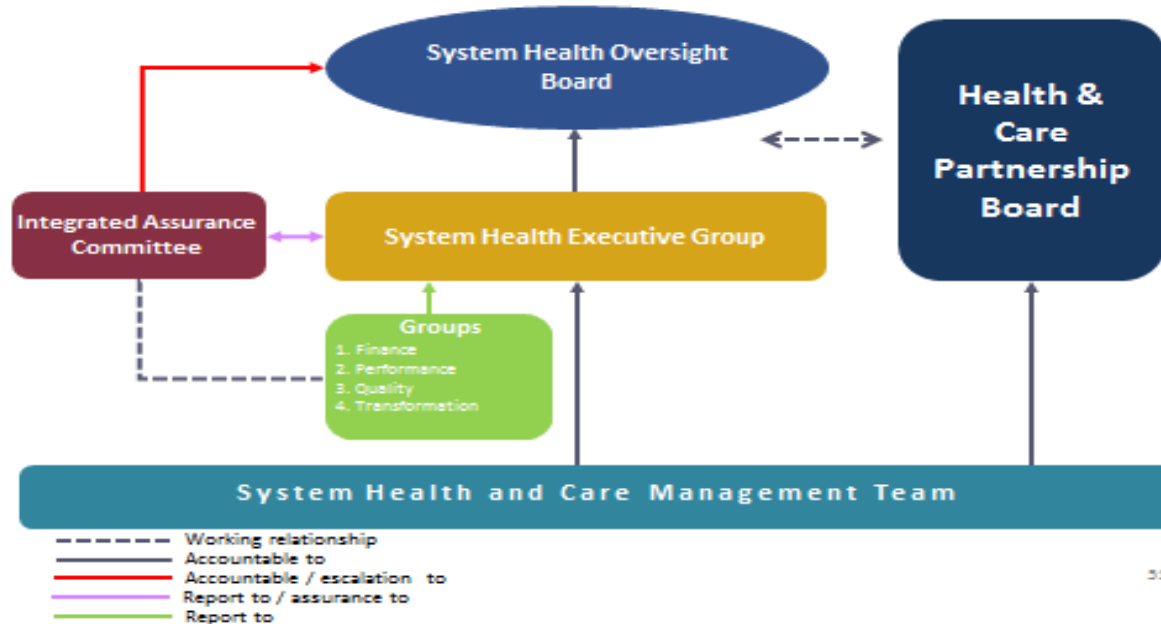 System Health Oversight
Board
Health &
Care
Partnership
Board
Integrated Assurance
Committee
System Health Executive Group
Groups
1. Finance
2. Performance
3. Quality
4. Transformation
System Health and Care Management Team
Working relationship
Accountable to
Accountable / escalation to
Report to / assurance to
Report to